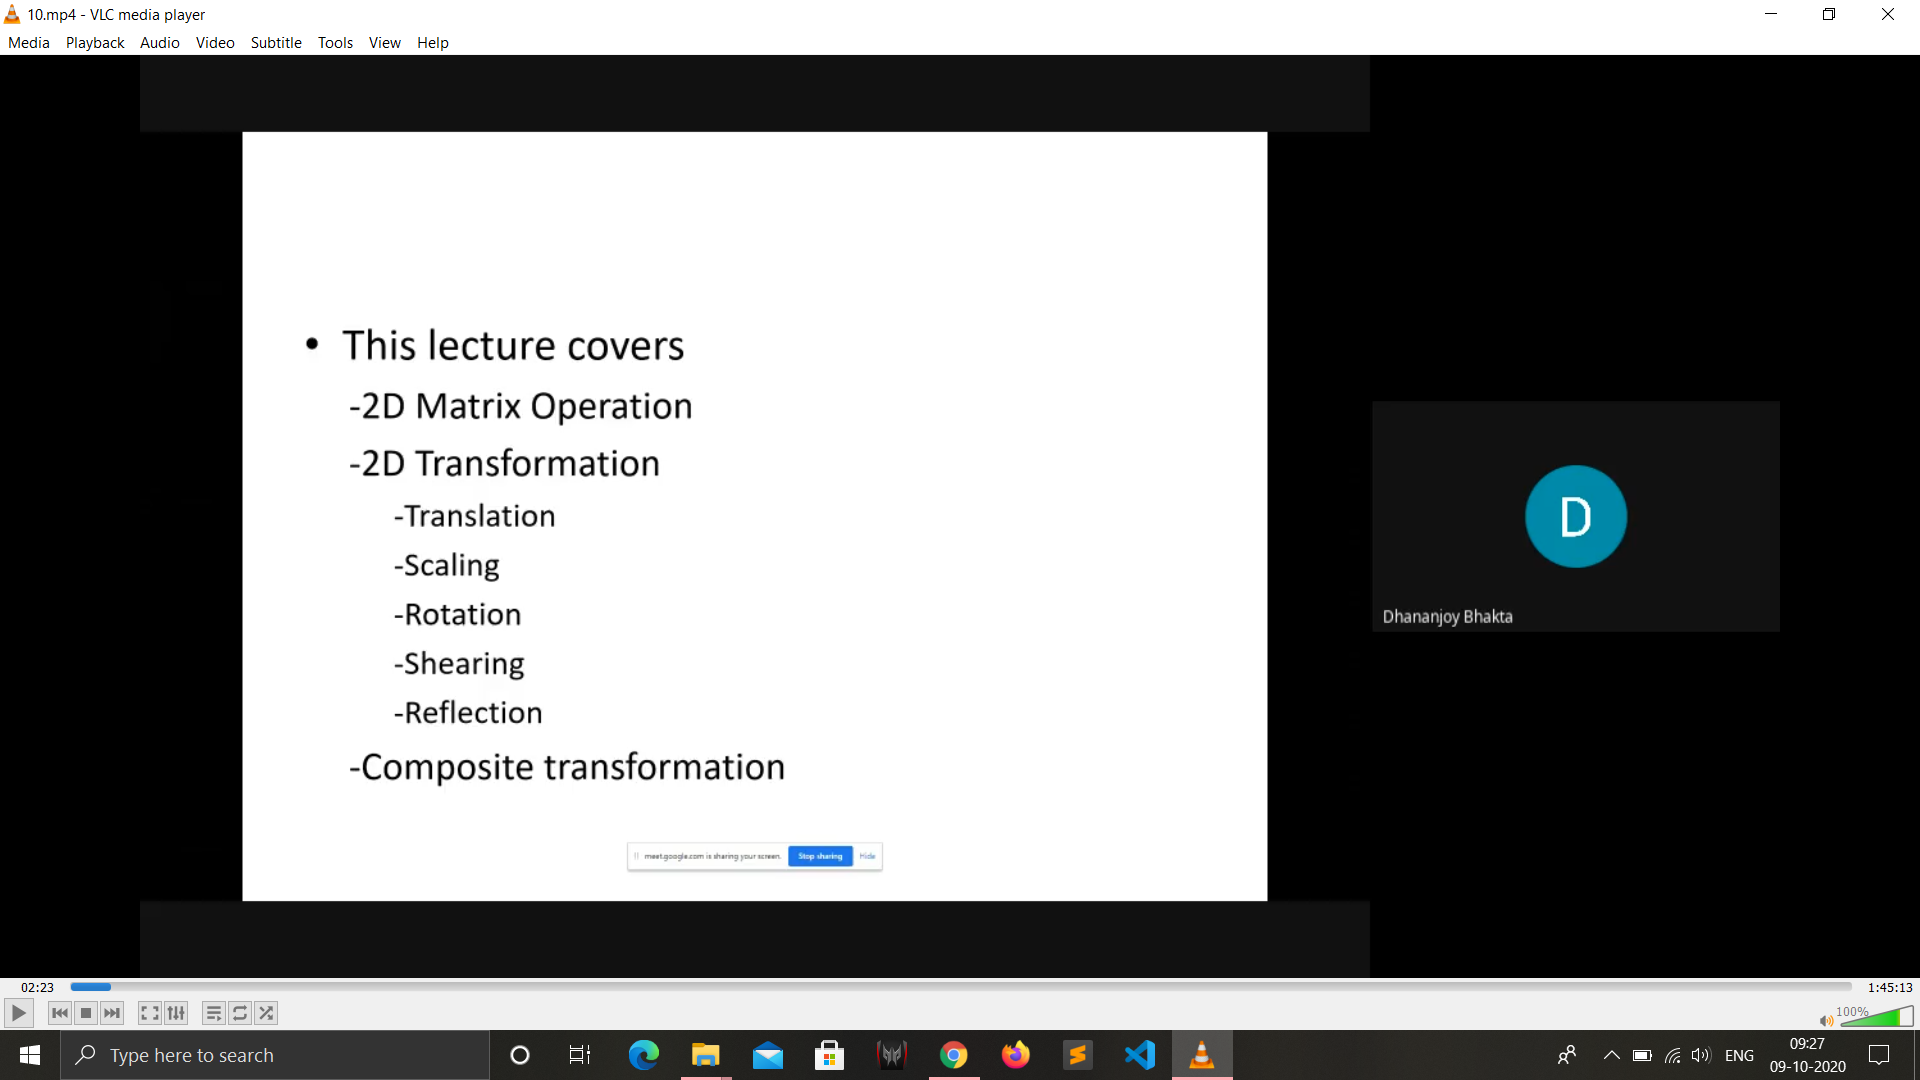 10.mp4 - VLC media player
Media Playback Audio Video Subtitle Tools View Help
• This lecture covers
-2D Matrix Operation
-2D Transformation
-Translation
-Scaling
-Rotation
-Shearing
-Reflection
-Composite transformation
D
Dhananjoy Bhakta
meet.google.com is sharing your screen. Stop sharing Hide
02:23 1:45:13
100%
Type here to search
ENG
09:27
09-10-2020